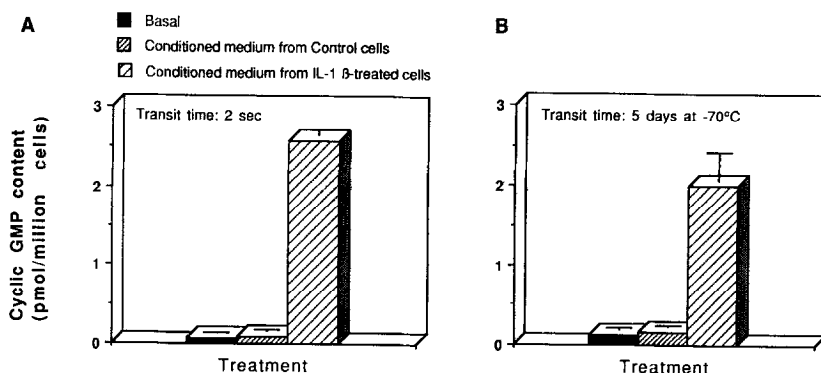 A
B
Basal
Conditioned medium from Control cells
Conditioned medium from IL-1 ß-treated cells
Cyclic GMP content
(pmol/million cells)
3
2
1
0
Transit time: 2 sec
Treatment
3
2
1
0
Transit time: 5 days at -70ºC
Treatment